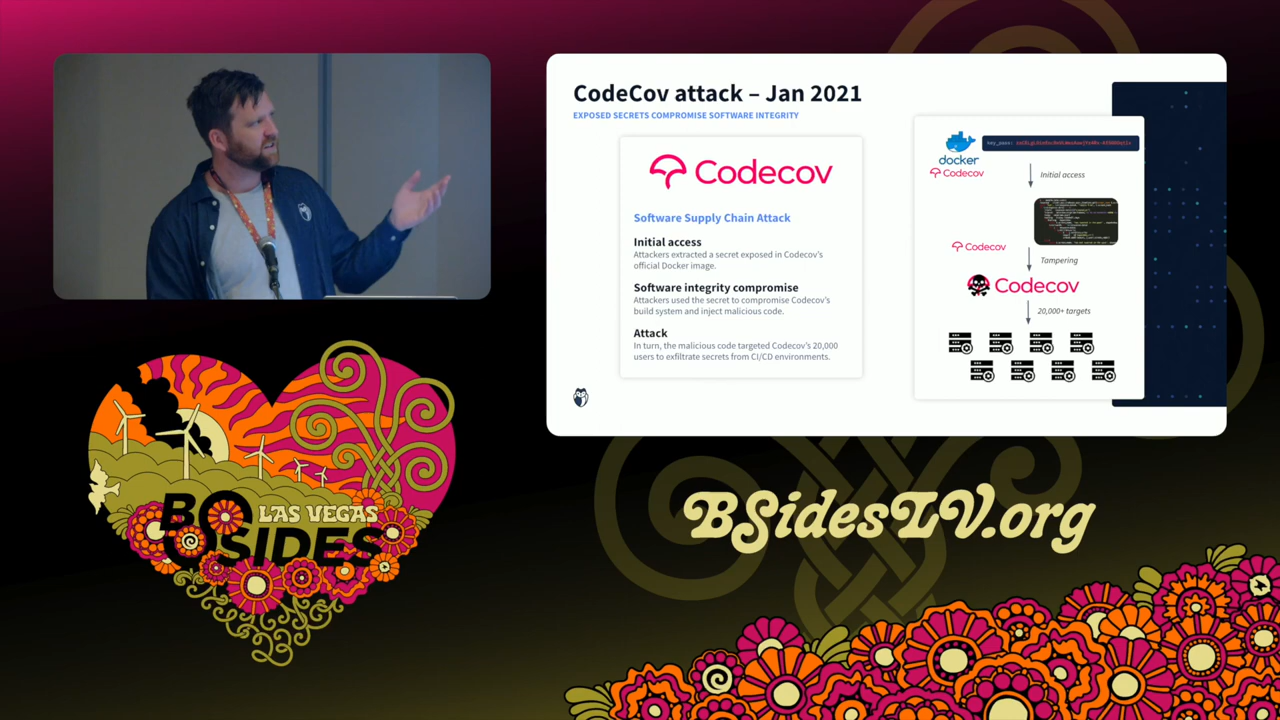 CodeCov attack – Jan 2021
EXPOSED SECRETS COMPROMISE SOFTWARE INTEGRITY
Codecov
Software Supply Chain Attack
Initial access
Attackers extracted a secret exposed in Codecov's
official Docker image.
Software integrity compromise
Attackers used the secret to compromise Codecov's
build system and inject malicious code.
Attack
In turn, the malicious code targeted Codecov's 20,000
users to exfiltrate secrets from CI/CD environments.
docker
Codecov
Initial access
Codecov
Tampering
Codecov
20,000+ targets
BSIDES
LAS VEGAS
23
BSidesLV.org